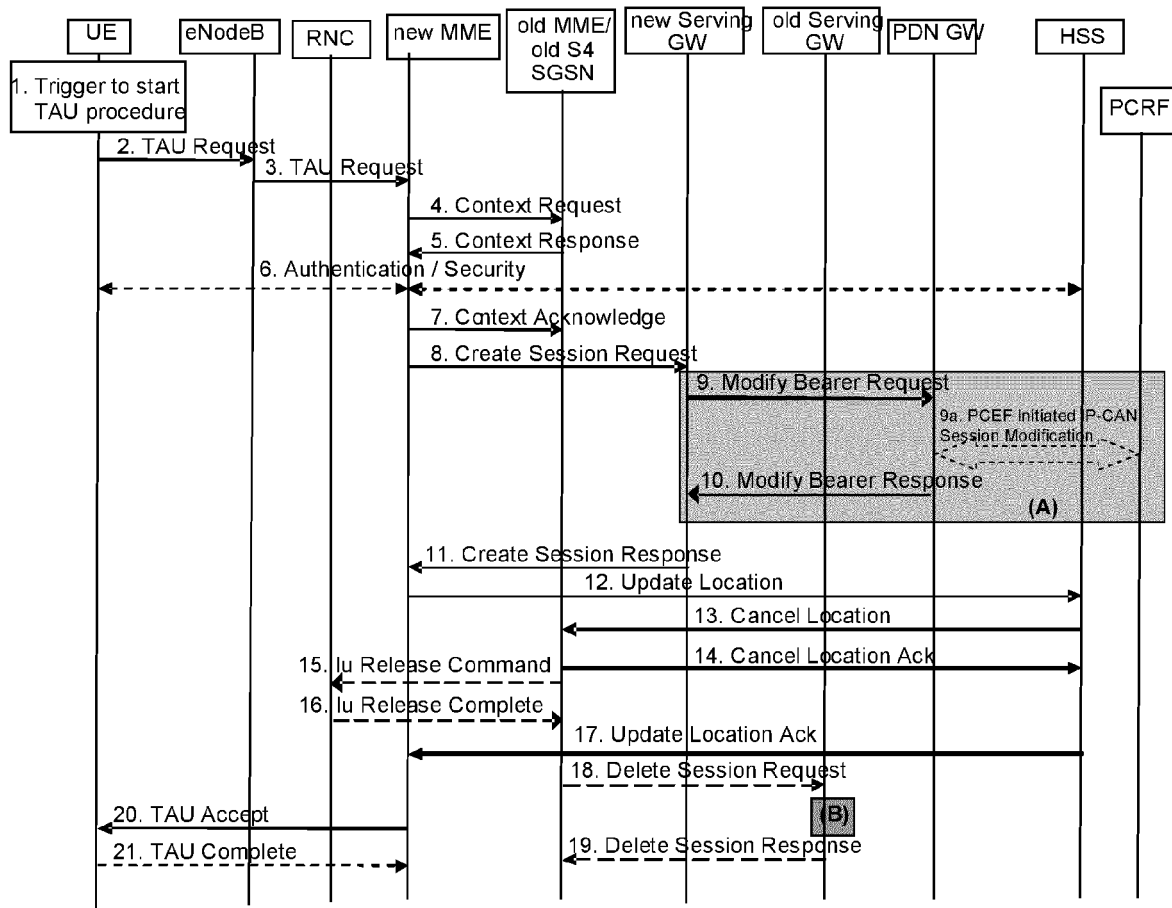 UE
eNodeB
RNC
new MME
old MME/
old S4
SGSN
new Serving
GW
old Serving
GW
PDN GW
HSS
PCRF
1. Trigger to start
TAU procedure
2. TAU Request
3. TAU Request
4. Context Request
5. Context Response
6. Authentication / Security
7. Context Acknowledge
8. Create Session Request
9. Modify Bearer Request
9a. PCEF Initiated IP-CAN
Session Modification
10. Modify Bearer Response
(A)
11. Create Session Response
12. Update Location
13. Cancel Location
14. Cancel Location Ack
15. Iu Release Command
16. Iu Release Complete
17. Update Location Ack
18. Delete Session Request
(B)
19. Delete Session Response
20. TAU Accept
21. TAU Complete